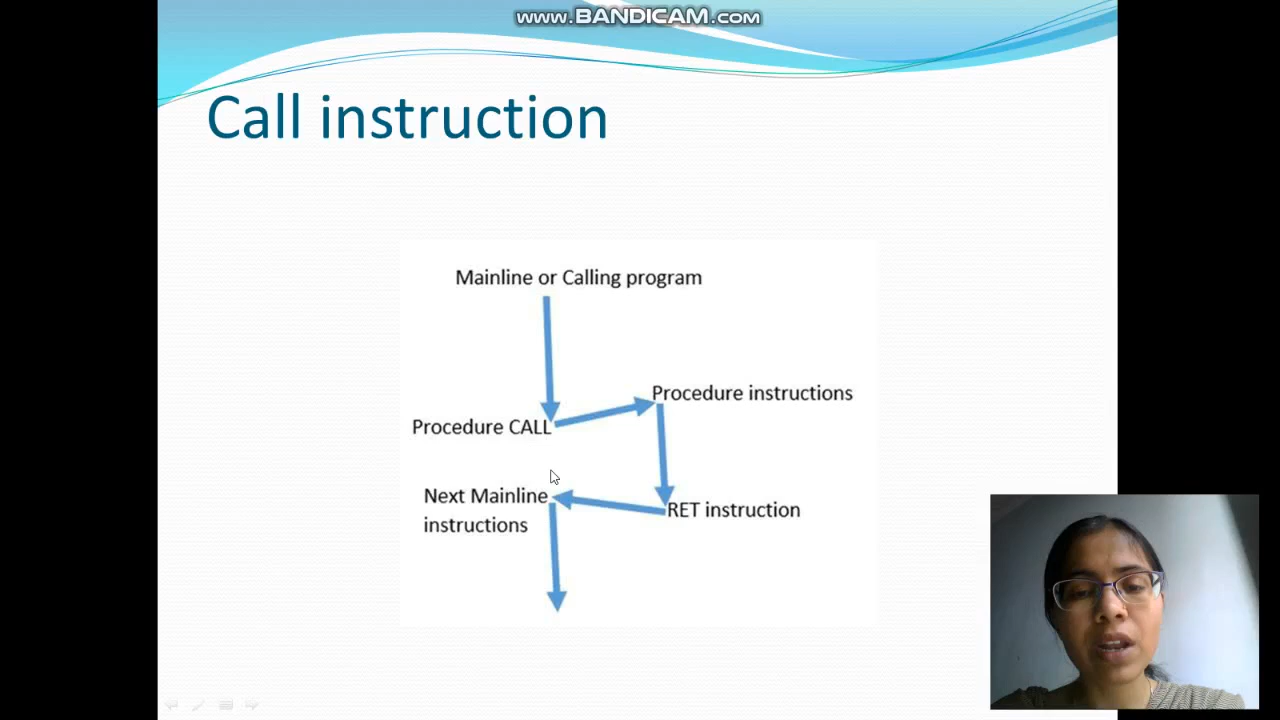 www.BANDICAM.com
Call instruction
Mainline or Calling program
Procedure instructions
Procedure CALL
Next Mainline
instructions
RET instruction